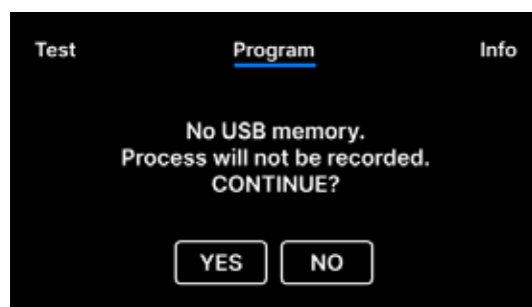 Test Program Info
No USB memory.
Process will not be recorded.
CONTINUE?
YES NO